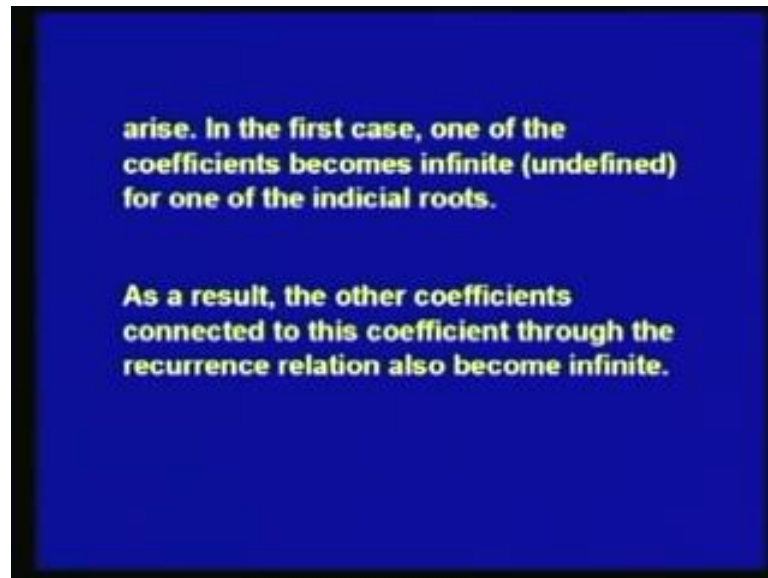 arise. In the first case, one of the
coefficients becomes infinite (undefined)
for one of the indicial roots.
As a result, the other coefficients
connected to this coefficient through the
recurrence relation also become infinite.